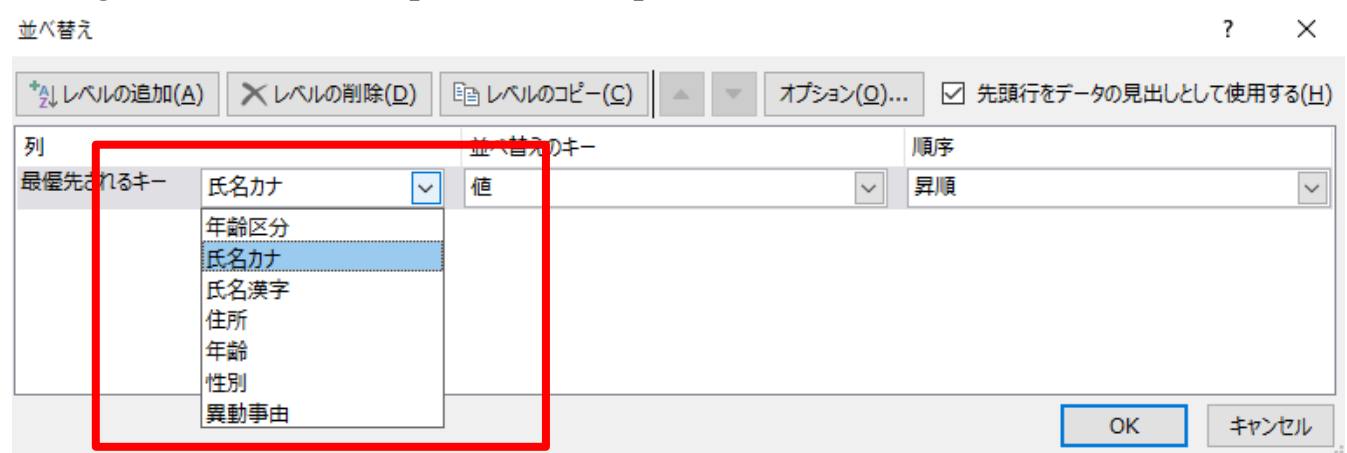 並べ替え ? ×
レベルの追加(A) レベルの削除(D) レベルのコピー(C) オプション(O)... 先頭行をデータの見出しとして使用する(H)
列 並べ替えのキー 順序
最優先されるキー 氏名カナ 値 昇順
年齢区分
氏名カナ
氏名漢字
住所
年齢
性別
異動事由
OK キャンセル